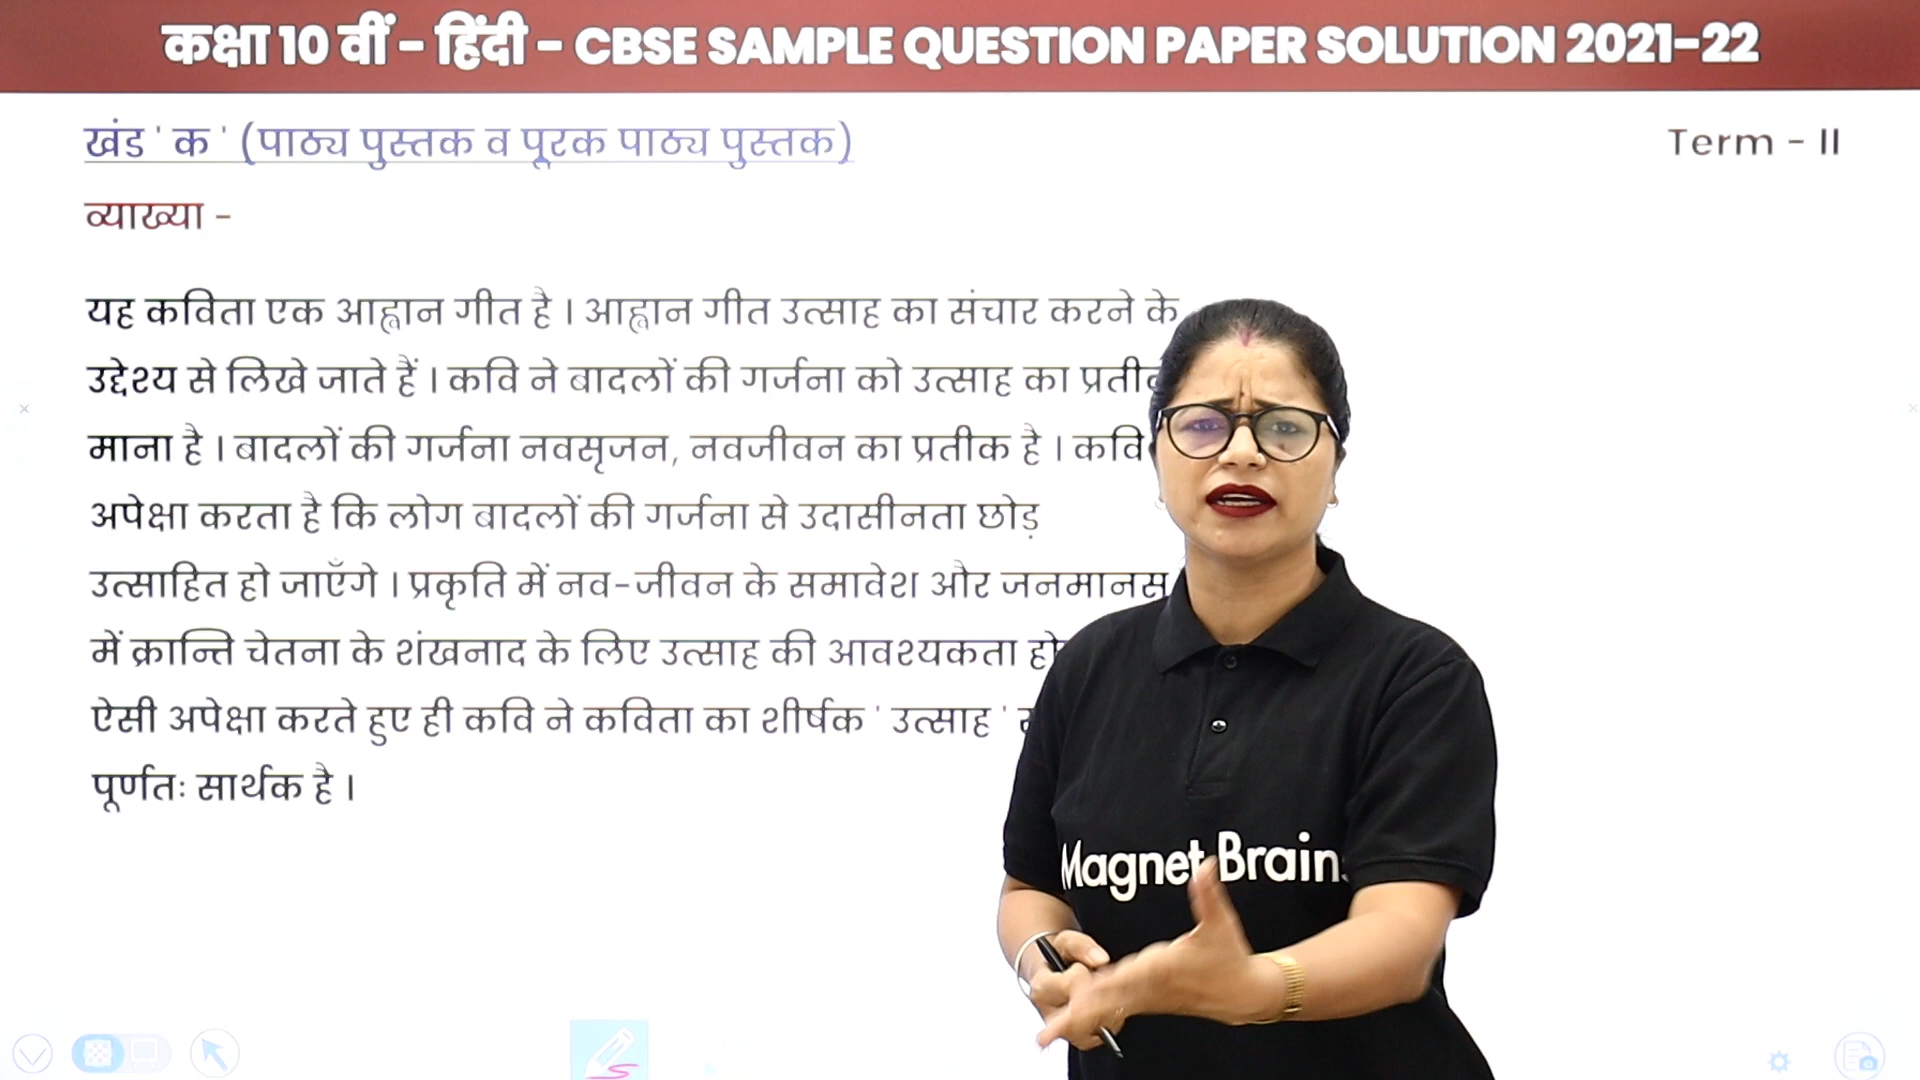 कक्षा 10 वीं - हिंदी - CBSE SAMPLE QUESTION PAPER SOLUTION 2021-22
खंड ' क ' (पाठ्य पुस्तक व पूरक पाठ्य पुस्तक)
Term - II
व्याख्या -
यह कविता एक आह्वान गीत है । आह्वान गीत उत्साह का संचार करने के
उद्देश्य से लिखे जाते हैं । कवि ने बादलों की गर्जना को उत्साह का
माना है । बादलों की गर्जना नवसृजन, नवजीवन का प्रतीक है । कवि
अपेक्षा करता है कि लोग बादलों की गर्जना से उदासीनता छोड़
उत्साहित हो जाएँगे । प्रकृति में नव-जीवन के समावेश और जनमानस
में क्रान्ति चेतना के शंखनाद के लिए उत्साह की आवश्यकता
ऐसी अपेक्षा करते हुए ही कवि ने कविता का शीर्षक ' उत्साह '
पूर्णतः सार्थक है ।
Magnet Brain